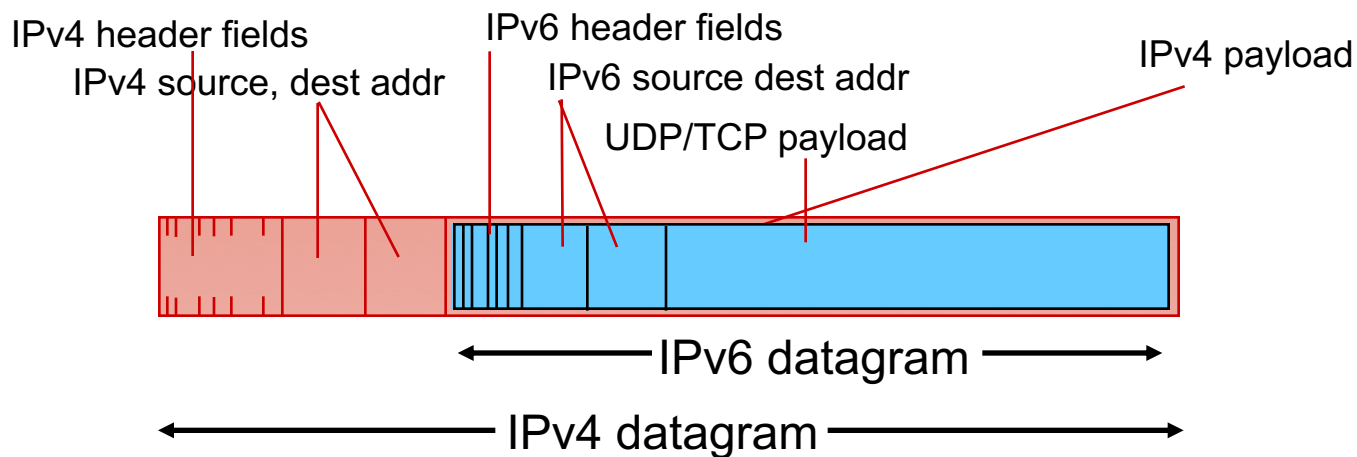 IPv4 header fields
IPv6 header fields
IPv4 payload
IPv4 source, dest addr
IPv6 source dest addr
UDP/TCP payload
IPv6 datagram
IPv4 datagram